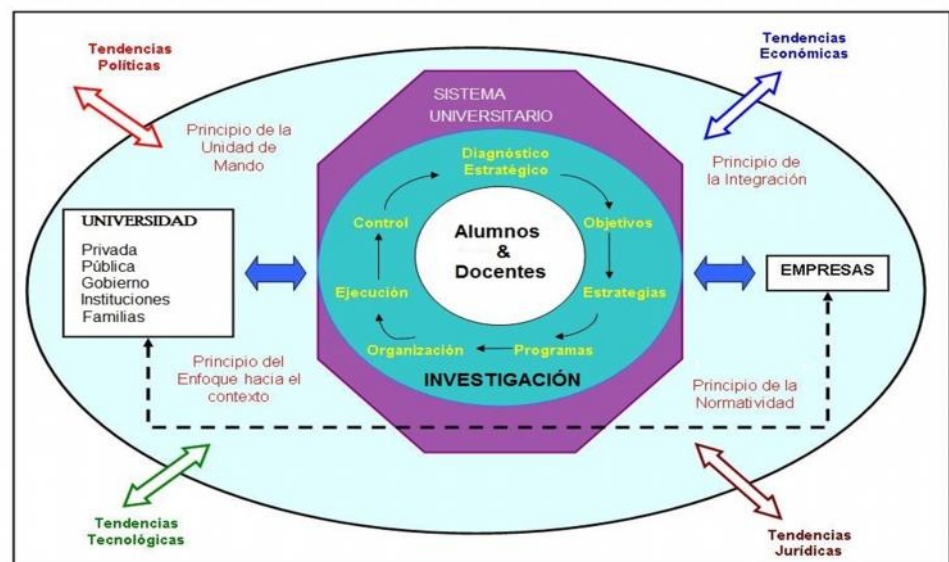 Tendencias
Políticas
Tendencias
Económicas
SISTEMA
UNIVERSITARIO
Principio de la
Unidad de
Mando
Principio de
la Integración
Diagnóstico
Estratégico
Control
Objetivos
Alumnos
&
Docentes
UNIVERSIDAD
Privada
Pública
Gobierno
Instituciones
Familias
EMPRESAS
Ejecución
Estrategias
Organización
Programas
INVESTIGACIÓN
Principio del
Enfoque hacia el
contexto
Principio de la
Normatividad
Tendencias
Tecnológicas
Tendencias
Jurídicas